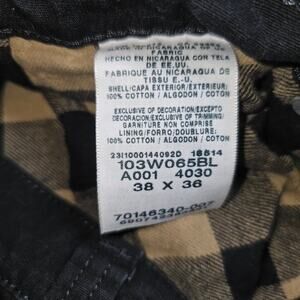 MADE IN NICARAGUA OF U.S.
FABRIC
HECHO EN NICARAGUA CON TELA
DE EE.UU.
FABRIQUE AU NICARAGUA DE
TISSU E.-U.
SHELL/CAPA EXTERIOR/EXTERIEUR:
100% COTTON / ALGODON / COTON
EXCLUSIVE OF DECORATION/EXCEPTO
DECORACION/EXCLUSIVE OF TRIMMING/
GARNITURE NON COMPRISE
LINING/FORRO/DOUBLURE:
100% COTTON / ALGODON / COTON
23I1000144092D 16514
103W065BL
A001 4030
38 X 36
70146340-007